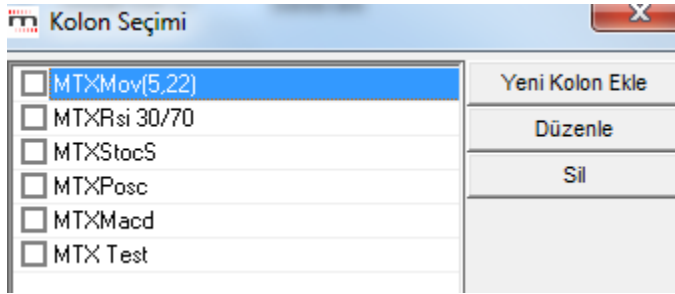 Kolon Seçimi
MTXMov(5,22)
MTXRsi 30/70
MTXStocS
MTXPosc
MTXMacd
MTX Test
Yeni Kolon Ekle
Düzenle
Sil